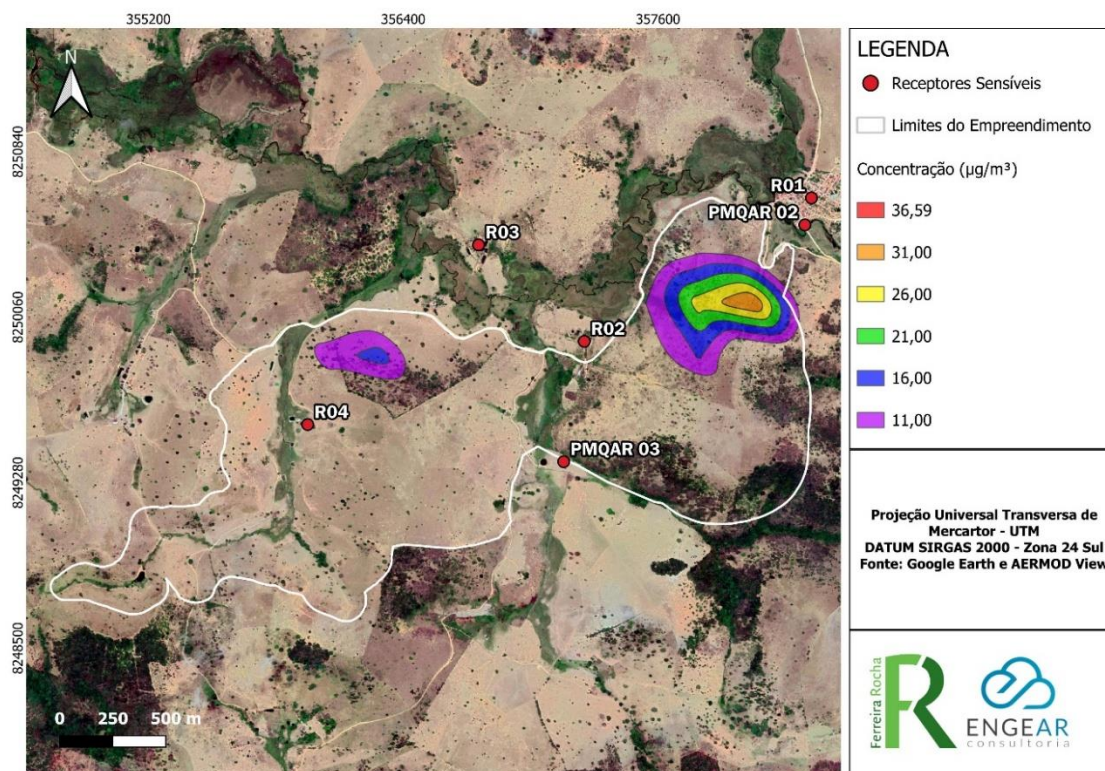 355200
356400
357600
8250840
8250060
8249280
8248500
N
R01
PMQAR 02
R03
R02
R04
PMQAR 03
0 250 500 m
LEGENDA
Receptores Sensíveis
Limites do Empreendimento
Concentração (µg/m³)
36,59
31,00
26,00
21,00
16,00
11,00
Projeção Universal Transversa de
Mercartor - UTM
DATUM SIRGAS 2000 - Zona 24 Sul
Fonte: Google Earth e AERMOD View
Ferreira Rocha
FR
ENGEAR
consultoria